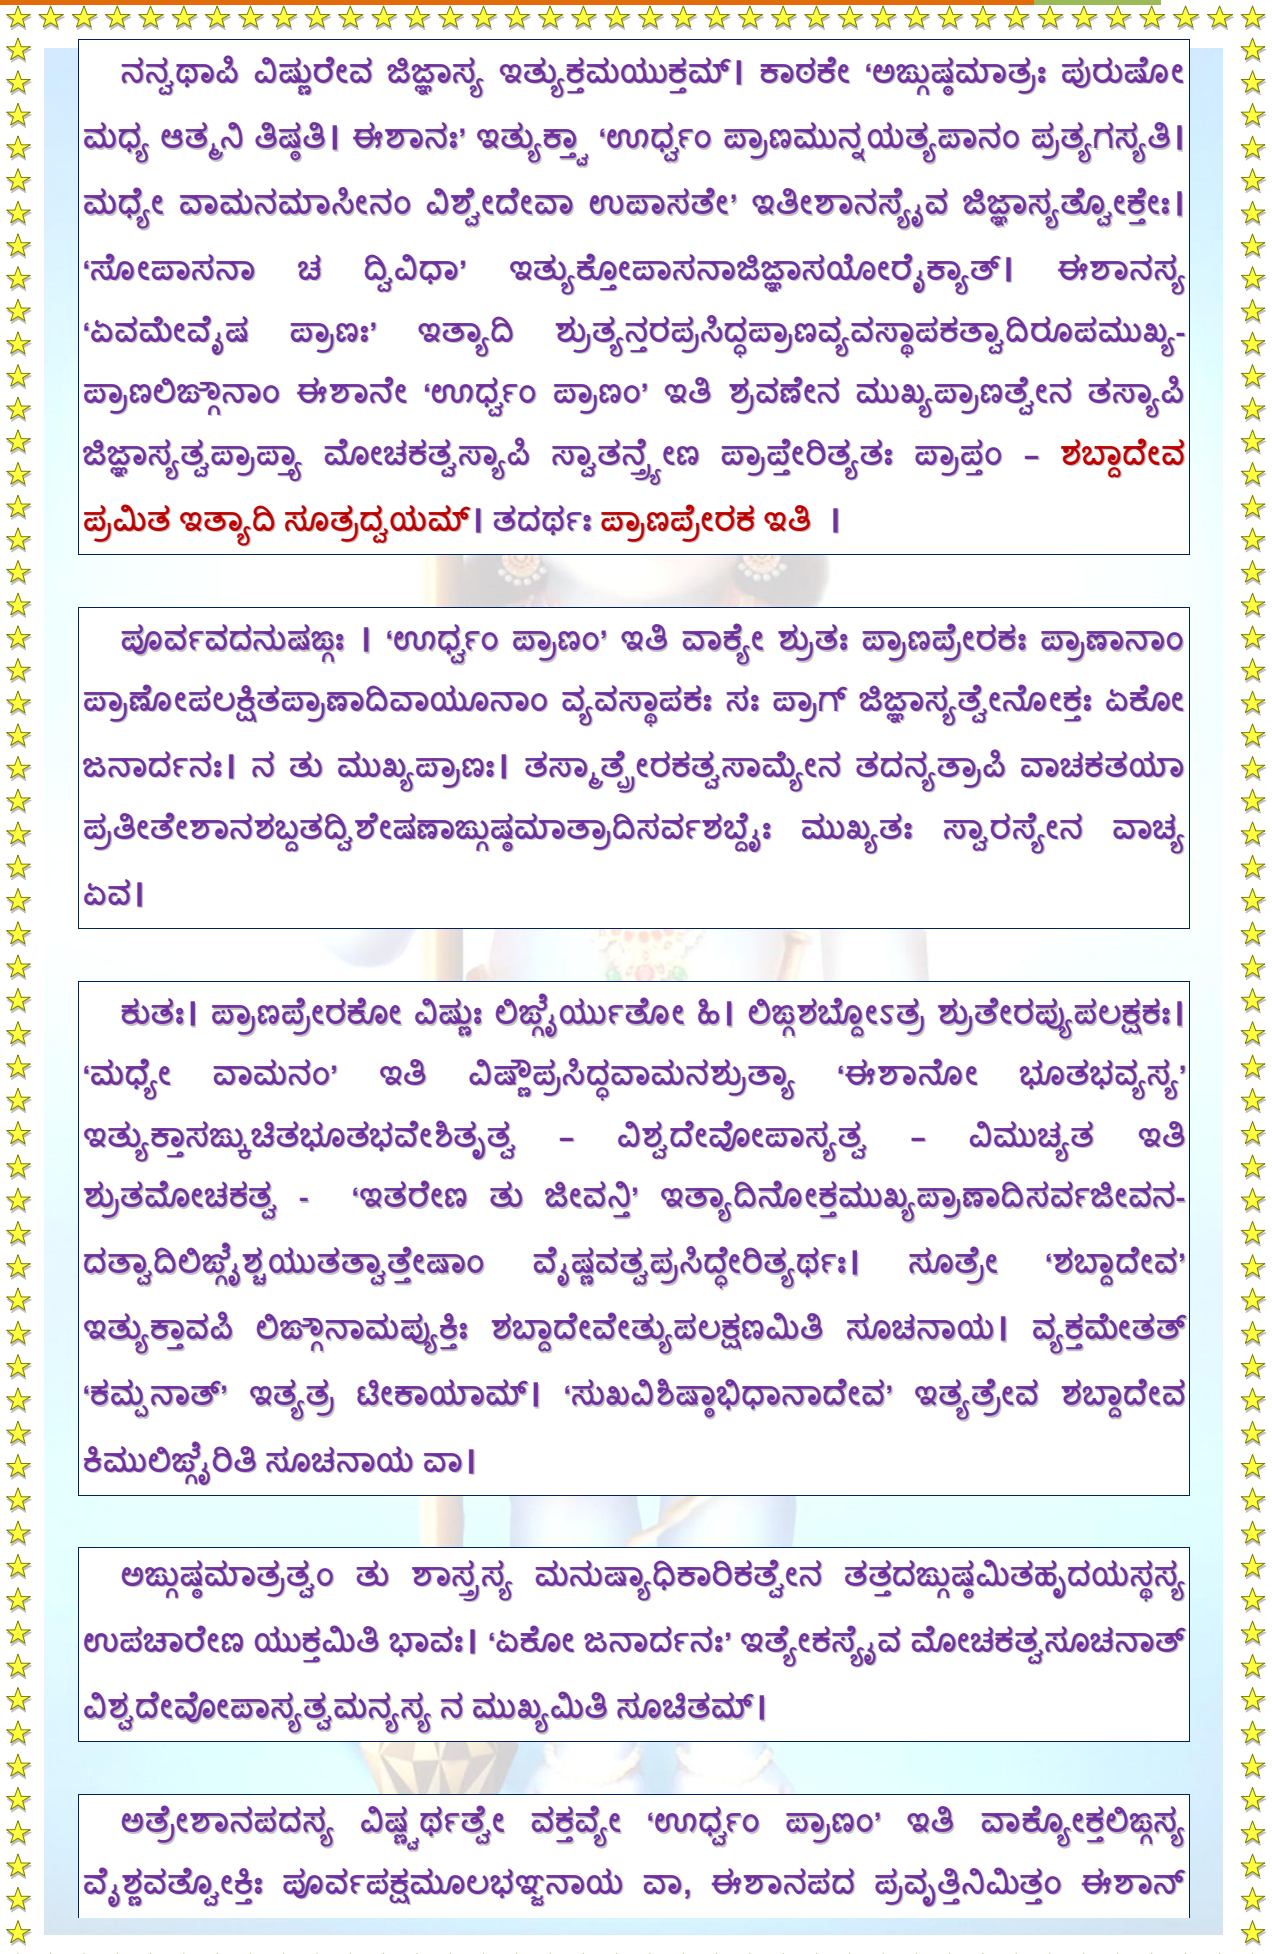 ನನ್ವಥಾಪಿ ವಿಷ್ಣುರೇವ ಜಿಜ್ಞಾಸ್ಯ ಇತ್ಯುಕ್ತಮಯುಕ್ತಮ್। ಕಾಠಕೇ ‘ಅಙ್ಗುಷ್ಠಮಾತ್ರಃ ಪುರುಷೋ
ಮಧ್ಯ ಆತ್ಮನಿ ತಿಷ್ಠತಿ। ಈಶಾನಃ’ ಇತ್ಯುಕ್ತ್ವಾ ‘ಊರ್ಧ್ವಂ ಪ್ರಾಣಮುನ್ನಯತ್ಯಪಾನಂ ಪ್ರತ್ಯಗಸ್ಯತಿ।
ಮಧ್ಯೇ ವಾಮನಮಾಸೀನಂ ವಿಶ್ವೇದೇವಾ ಉಪಾಸತೇ’ ಇತೀಶಾನಸ್ಯೈವ ಜಿಜ್ಞಾಸ್ಯತ್ವೋಕ್ತೇಃ।
‘ಸೋಪಾಸನಾ ಚ ದ್ವಿವಿಧಾ’ ಇತ್ಯುಕ್ತೋಪಾಸನಾಜಿಜ್ಞಾಸಯೋರೈಕ್ಯಾತ್। ಈಶಾನಸ್ಯ
‘ಏವಮೇವೈಷ ಪ್ರಾಣಃ’ ಇತ್ಯಾದಿ ಶ್ರುತ್ಯನ್ತರಪ್ರಸಿದ್ಧಪ್ರಾಣವ್ಯವಸ್ಥಾಪಕತ್ವಾದಿರೂಪಮುಖ್ಯ-
ಪ್ರಾಣಲಿಙ್ಗಾನಾಂ ಈಶಾನೇ ‘ಊರ್ಧ್ವಂ ಪ್ರಾಣಂ’ ಇತಿ ಶ್ರವಣೇನ ಮುಖ್ಯಪ್ರಾಣತ್ವೇನ ತಸ್ಯಾಪಿ
ಜಿಜ್ಞಾಸ್ಯತ್ವಪ್ರಾಪ್ತ್ಯಾ ಮೋಚಕತ್ವಸ್ಯಾಪಿ ಸ್ವಾತನ್ತ್ರ್ಯೇಣ ಪ್ರಾಪ್ತೇರಿತ್ಯತಃ ಪ್ರಾಪ್ತಂ – ಶಬ್ದಾದೇವ
ಪ್ರಮಿತ ಇತ್ಯಾದಿ ಸೂತ್ರದ್ವಯಮ್। ತದರ್ಥಃ ಪ್ರಾಣಪ್ರೇರಕ ಇತಿ ।
ಪೂರ್ವವದನುಷಙ್ಗಃ । ‘ಊರ್ಧ್ವಂ ಪ್ರಾಣಂ’ ಇತಿ ವಾಕ್ಯೇ ಶ್ರುತಃ ಪ್ರಾಣಪ್ರೇರಕಃ ಪ್ರಾಣಾನಾಂ
ಪ್ರಾಣೋಪಲಕ್ಷಿತಪ್ರಾಣಾದಿವಾಯೂನಾಂ ವ್ಯವಸ್ಥಾಪಕಃ ಸಃ ಪ್ರಾಗ್ ಜಿಜ್ಞಾಸ್ಯತ್ವೇನೋಕ್ತಃ ಏಕೋ
ಜನಾರ್ದನಃ। ನ ತು ಮುಖ್ಯಪ್ರಾಣಃ। ತಸ್ಮಾತ್ಪ್ರೇರಕತ್ವಸಾಮ್ಯೇನ ತದನ್ಯತ್ರಾಪಿ ವಾಚಕತಯಾ
ಪ್ರತೀತೇಶಾನಶಬ್ದತದ್ವಿಶೇಷಣಾಙ್ಗುಷ್ಠಮಾತ್ರಾದಿಸರ್ವಶಬ್ದೈಃ ಮುಖ್ಯತಃ ಸ್ವಾರಸ್ಯೇನ ವಾಚ್ಯ
ಏವ।
ಕುತಃ। ಪ್ರಾಣಪ್ರೇರಕೋ ವಿಷ್ಣುಃ ಲಿಙ್ಗೈರ್ಯುತೋ ಹಿ। ಲಿಙ್ಗಶಬ್ದೋಽತ್ರ ಶ್ರುತೇರಪ್ಯುಪಲಕ್ಷಕಃ।
‘ಮಧ್ಯೇ ವಾಮನಂ’ ಇತಿ ವಿಷ್ಣೌಪ್ರಸಿದ್ಧವಾಮನಶ್ರುತ್ಯಾ ‘ಈಶಾನೋ ಭೂತಭವ್ಯಸ್ಯ’
ಇತ್ಯುಕ್ತಾಸಙ್ಕುಚಿತಭೂತಭವೇಶಿತೃತ್ವ – ವಿಶ್ವದೇವೋಪಾಸ್ಯತ್ವ – ವಿಮುಚ್ಯತ ಇತಿ
ಶ್ರುತಮೋಚಕತ್ವ - ‘ಇತರೇಣ ತು ಜೀವನ್ತಿ’ ಇತ್ಯಾದಿನೋಕ್ತಮುಖ್ಯಪ್ರಾಣಾದಿಸರ್ವಜೀವನ-
ದತ್ವಾದಿಲಿಙ್ಗೈಶ್ಚಯುತತ್ವಾತ್ತೇಷಾಂ ವೈಷ್ಣವತ್ವಪ್ರಸಿದ್ಧೇರಿತ್ಯರ್ಥಃ। ಸೂತ್ರೇ ‘ಶಬ್ದಾದೇವ’
ಇತ್ಯುಕ್ತಾವಪಿ ಲಿಙ್ಗಾನಾಮಪ್ಯುಕ್ತಿಃ ಶಬ್ದಾದೇವೇತ್ಯುಪಲಕ್ಷಣಮಿತಿ ಸೂಚನಾಯ। ವ್ಯಕ್ತಮೇತತ್
‘ಕಮ್ಪನಾತ್’ ಇತ್ಯತ್ರ ಟೀಕಾಯಾಮ್। ‘ಸುಖವಿಶಿಷ್ಠಾಭಿಧಾನಾದೇವ’ ಇತ್ಯತ್ರೇವ ಶಬ್ದಾದೇವ
ಕಿಮುಲಿಙ್ಗೈರಿತಿ ಸೂಚನಾಯ ವಾ।
ಅಙ್ಗುಷ್ಠಮಾತ್ರತ್ವಂ ತು ಶಾಸ್ತ್ರಸ್ಯ ಮನುಷ್ಯಾಧಿಕಾರಿಕತ್ವೇನ ತತ್ತದಙ್ಗುಷ್ಠಮಿತಹೃದಯಸ್ಥಸ್ಯ
ಉಪಚಾರೇಣ ಯುಕ್ತಮಿತಿ ಭಾವಃ। ‘ಏಕೋ ಜನಾರ್ದನಃ’ ಇತ್ಯೇಕಸ್ಯೈವ ಮೋಚಕತ್ವಸೂಚನಾತ್
ವಿಶ್ವದೇವೋಪಾಸ್ಯತ್ವಮನ್ಯಸ್ಯ ನ ಮುಖ್ಯಮಿತಿ ಸೂಚಿತಮ್।
ಅತ್ರೇಶಾನಪದಸ್ಯ ವಿಷ್ಣ್ವರ್ಥತ್ವೇ ವಕ್ತವ್ಯೇ ‘ಊರ್ಧ್ವಂ ಪ್ರಾಣಂ’ ಇತಿ ವಾಕ್ಯೋಕ್ತಲಿಙ್ಗಸ್ಯ
ವೈಶ್ಣವತ್ವೋಕ್ತಿಃ ಪೂರ್ವಪಕ್ಷಮೂಲಭಞ್ಜನಾಯ ವಾ, ಈಶಾನಪದ ಪ್ರವೃತ್ತಿನಿಮಿತ್ತಂ ಈಶಾನ್